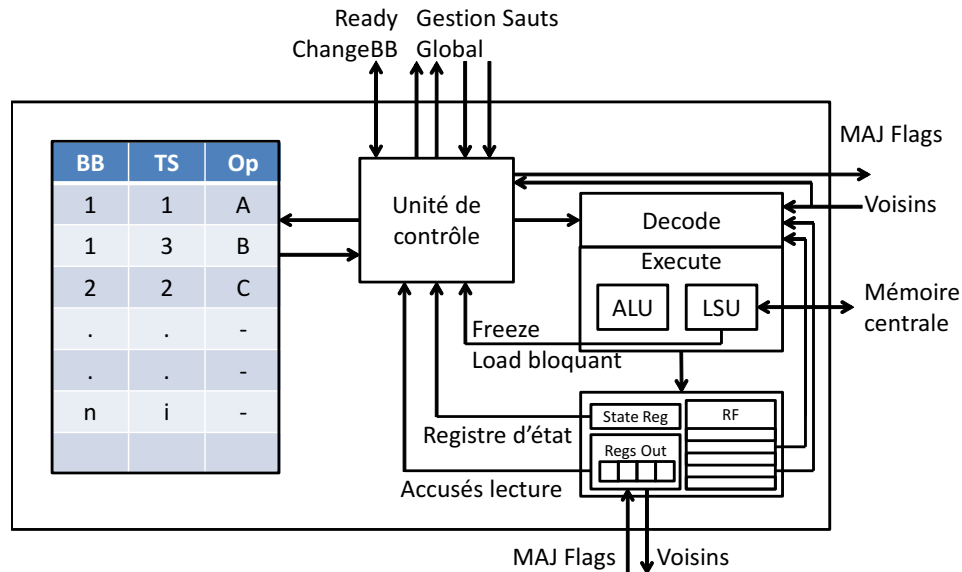 Ready Gestion Sauts
ChangeBB Global
MAJ Flags
Voisins
BB TS Op
1 1 A
1 3 B
2 2 C
. . -
. . -
n i -
Unité de
contrôle
Decode
Execute
ALU LSU
Mémoire
centrale
Freeze
Load bloquant
State Reg RF
Registre d'état
Regs Out
Accusés lecture
MAJ Flags Voisins